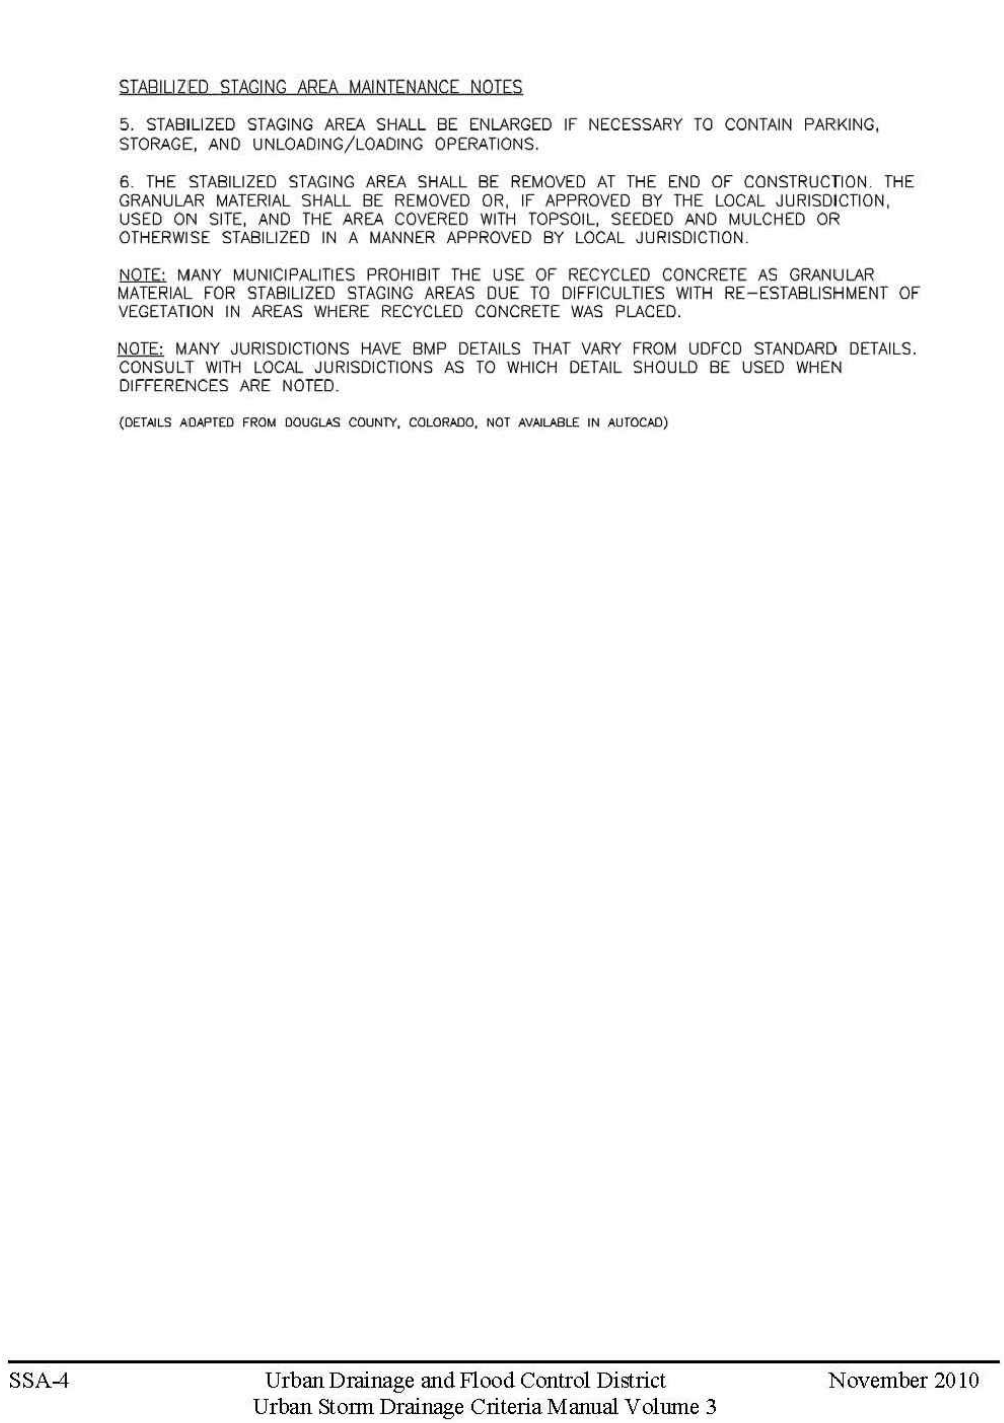 STABILIZED STAGING AREA MAINTENANCE NOTES
5. STABILIZED STAGING AREA SHALL BE ENLARGED IF NECESSARY TO CONTAIN PARKING,
STORAGE, AND UNLOADING/LOADING OPERATIONS.
6. THE STABILIZED STAGING AREA SHALL BE REMOVED AT THE END OF CONSTRUCTION. THE
GRANULAR MATERIAL SHALL BE REMOVED OR, IF APPROVED BY THE LOCAL JURISDICTION,
USED ON SITE, AND THE AREA COVERED WITH TOPSOIL, SEEDED AND MULCHED OR
OTHERWISE STABILIZED IN A MANNER APPROVED BY LOCAL JURISDICTION.
NOTE: MANY MUNICIPALITIES PROHIBIT THE USE OF RECYCLED CONCRETE AS GRANULAR
MATERIAL FOR STABILIZED STAGING AREAS DUE TO DIFFICULTIES WITH RE-ESTABLISHMENT OF
VEGETATION IN AREAS WHERE RECYCLED CONCRETE WAS PLACED.
NOTE: MANY JURISDICTIONS HAVE BMP DETAILS THAT VARY FROM UDFCD STANDARD DETAILS.
CONSULT WITH LOCAL JURISDICTIONS AS TO WHICH DETAIL SHOULD BE USED WHEN
DIFFERENCES ARE NOTED.
(DETAILS ADAPTED FROM DOUGLAS COUNTY, COLORADO, NOT AVAILABLE IN AUTOCAD)
SSA-4 Urban Drainage and Flood Control District November 2010
Urban Storm Drainage Criteria Manual Volume 3